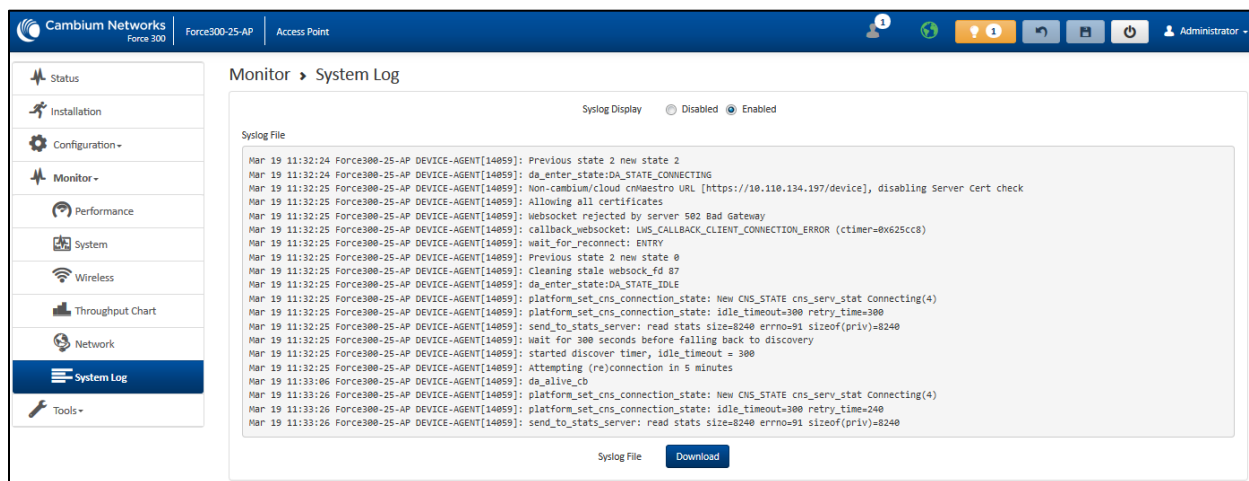 Cambium Networks
Force 300
Force300-25-AP
Access Point
1
1
Administrator
Status
Installation
Configuration
Monitor
Performance
System
Wireless
Throughput Chart
Network
System Log
Tools
Monitor › System Log
Syslog Display Disabled Enabled
Syslog File
Mar 19 11:32:24 Force300-25-AP DEVICE-AGENT[14059]: Previous state 2 new state 2
Mar 19 11:32:24 Force300-25-AP DEVICE-AGENT[14059]: da_enter_state:DA_STATE_CONNECTING
Mar 19 11:32:25 Force300-25-AP DEVICE-AGENT[14059]: Non-cambium/cloud cnMaestro URL [https://10.110.134.197/device], disabling Server Cert check
Mar 19 11:32:25 Force300-25-AP DEVICE-AGENT[14059]: Allowing all certificates
Mar 19 11:32:25 Force300-25-AP DEVICE-AGENT[14059]: Websocket rejected by server 502 Bad Gateway
Mar 19 11:32:25 Force300-25-AP DEVICE-AGENT[14059]: callback_websocket: LWS_CALLBACK_CLIENT_CONNECTION_ERROR (ctimer=0x625cc8)
Mar 19 11:32:25 Force300-25-AP DEVICE-AGENT[14059]: wait_for_reconnect: ENTRY
Mar 19 11:32:25 Force300-25-AP DEVICE-AGENT[14059]: Previous state 2 new state 0
Mar 19 11:32:25 Force300-25-AP DEVICE-AGENT[14059]: Cleaning stale websock_fd 87
Mar 19 11:32:25 Force300-25-AP DEVICE-AGENT[14059]: da_enter_state:DA_STATE_IDLE
Mar 19 11:32:25 Force300-25-AP DEVICE-AGENT[14059]: platform_set_cns_connection_state: New CNS_STATE cns_serv_stat Connecting(4)
Mar 19 11:32:25 Force300-25-AP DEVICE-AGENT[14059]: platform_set_cns_connection_state: idle_timeout=300 retry_time=300
Mar 19 11:32:25 Force300-25-AP DEVICE-AGENT[14059]: send_to_stats_server: read stats size=8240 errno=91 sizeof(priv)=8240
Mar 19 11:32:25 Force300-25-AP DEVICE-AGENT[14059]: Wait for 300 seconds before falling back to discovery
Mar 19 11:32:25 Force300-25-AP DEVICE-AGENT[14059]: started discover timer, idle_timeout = 300
Mar 19 11:32:25 Force300-25-AP DEVICE-AGENT[14059]: Attempting (re)connection in 5 minutes
Mar 19 11:33:06 Force300-25-AP DEVICE-AGENT[14059]: da_alive_cb
Mar 19 11:33:26 Force300-25-AP DEVICE-AGENT[14059]: platform_set_cns_connection_state: New CNS_STATE cns_serv_stat Connecting(4)
Mar 19 11:33:26 Force300-25-AP DEVICE-AGENT[14059]: platform_set_cns_connection_state: idle_timeout=300 retry_time=240
Mar 19 11:33:26 Force300-25-AP DEVICE-AGENT[14059]: send_to_stats_server: read stats size=8240 errno=91 sizeof(priv)=8240
Syslog File Download